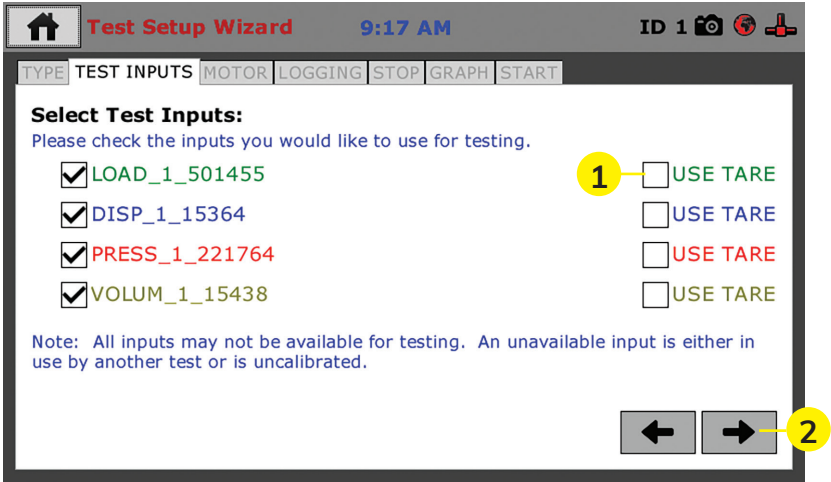 Test Setup Wizard 9:17 AM ID 1
TYPE TEST INPUTS MOTOR LOGGING STOP GRAPH START
Select Test Inputs:
Please check the inputs you would like to use for testing.
LOAD_1_501455 1 USE TARE
DISP_1_15364 USE TARE
PRESS_1_221764 USE TARE
VOLUM_1_15438 USE TARE
Note: All inputs may not be available for testing. An unavailable input is either in
use by another test or is uncalibrated.
2